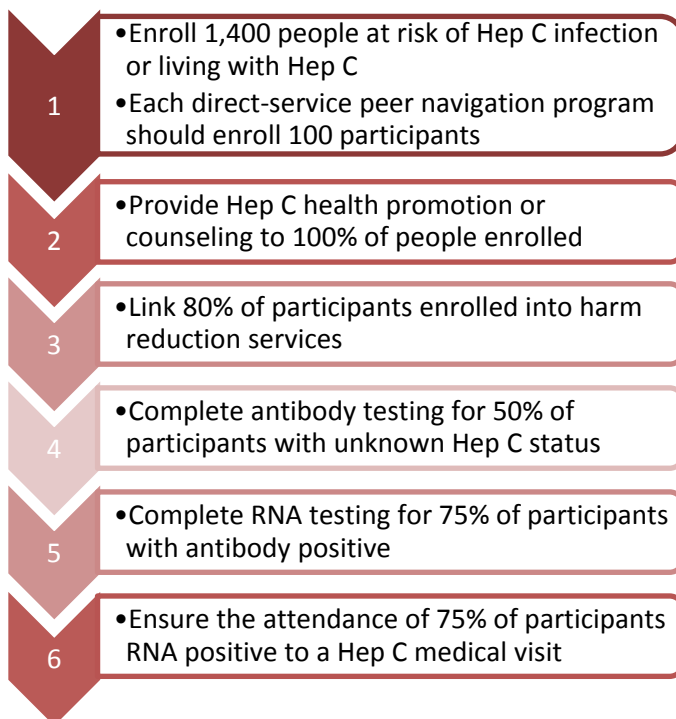 1
•Enroll 1,400 people at risk of Hep C infection
or living with Hep C
•Each direct-service peer navigation program
should enroll 100 participants
2
•Provide Hep C health promotion or
counseling to 100% of people enrolled
3
•Link 80% of participants enrolled into harm
reduction services
4
•Complete antibody testing for 50% of
participants with unknown Hep C status
5
•Complete RNA testing for 75% of participants
with antibody positive
6
•Ensure the attendance of 75% of participants
RNA positive to a Hep C medical visit